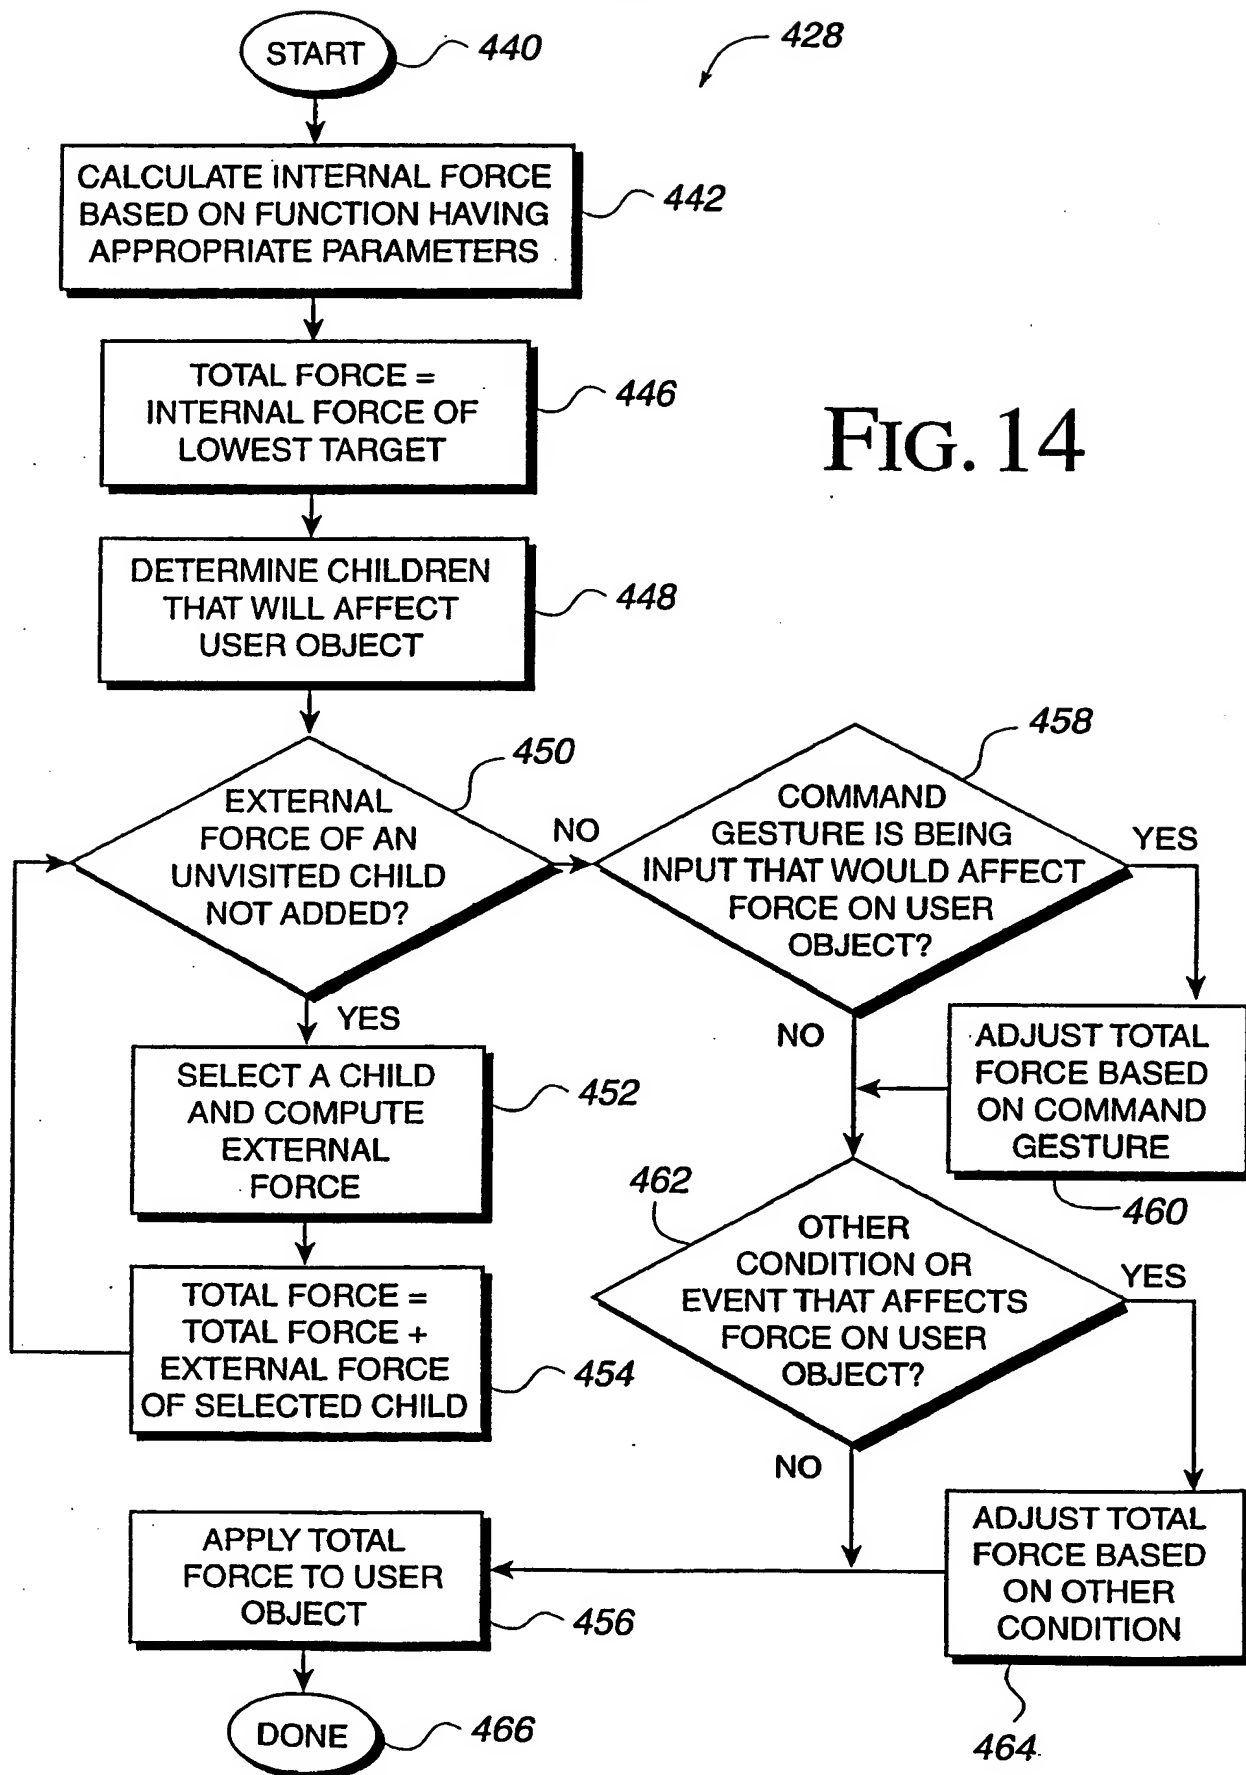 START
440
428
CALCULATE INTERNAL FORCE
BASED ON FUNCTION HAVING
APPROPRIATE PARAMETERS
442
TOTAL FORCE =
INTERNAL FORCE OF
LOWEST TARGET
446
FIG. 14
DETERMINE CHILDREN
THAT WILL AFFECT
USER OBJECT
448
EXTERNAL
FORCE OF AN
UNVISITED CHILD
NOT ADDED?
450
NO
YES
COMMAND
GESTURE IS BEING
INPUT THAT WOULD AFFECT
FORCE ON USER
OBJECT?
458
YES
NO
SELECT A CHILD
AND COMPUTE
EXTERNAL
FORCE
452
ADJUST TOTAL
FORCE BASED
ON COMMAND
GESTURE
460
TOTAL FORCE =
TOTAL FORCE +
EXTERNAL FORCE
OF SELECTED CHILD
454
462
OTHER
CONDITION OR
EVENT THAT AFFECTS
FORCE ON USER
OBJECT?
YES
NO
APPLY TOTAL
FORCE TO USER
OBJECT
456
ADJUST TOTAL
FORCE BASED
ON OTHER
CONDITION
464
DONE
466